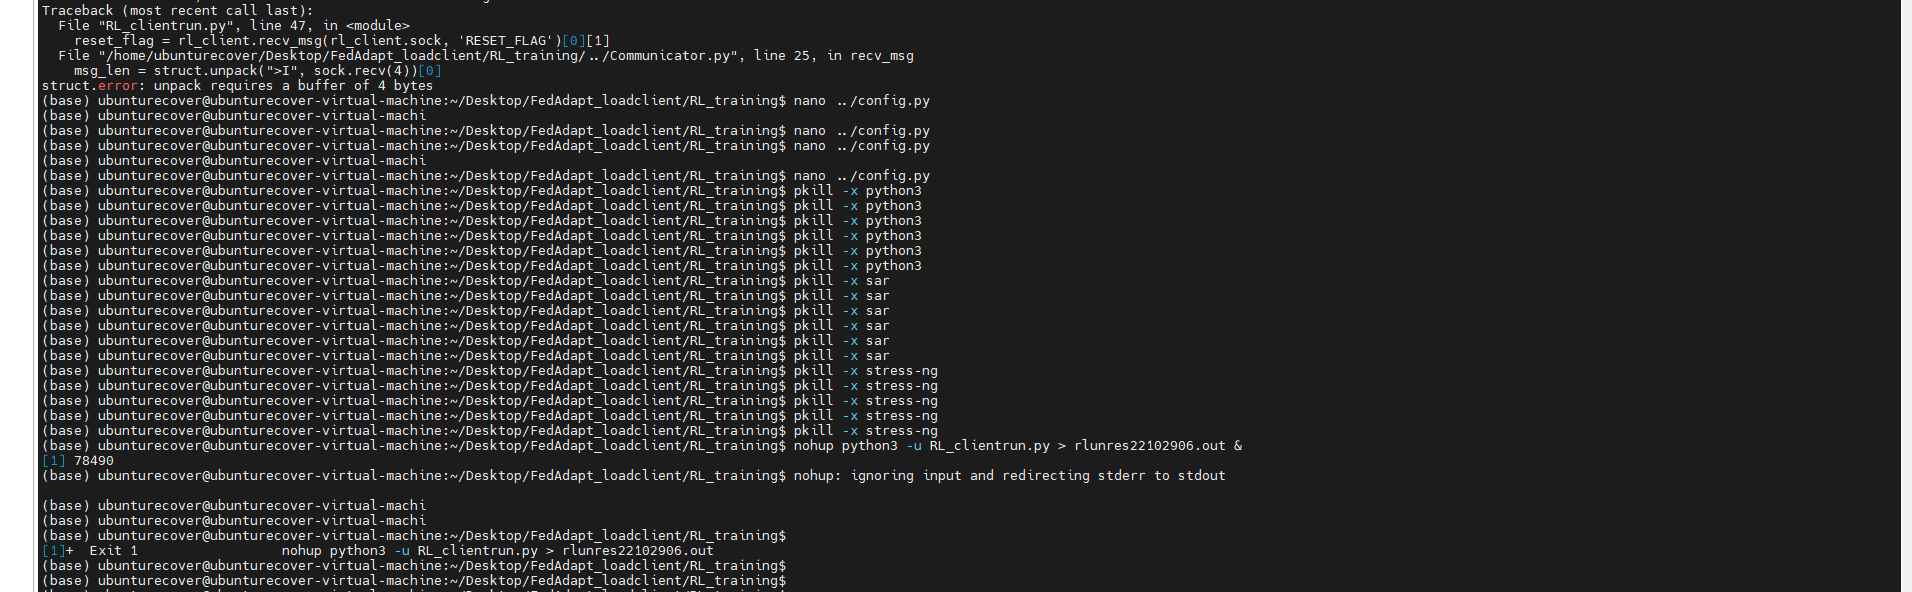 Traceback (most recent call last):
  File "RL_clientrun.py", line 47, in <module>
    reset_flag = rl_client.recv_msg(rl_client.sock, 'RESET_FLAG')[0][1]
  File "/home/ubunturecover/Desktop/FedAdapt_loadclient/RL_training/../Communicator.py", line 25, in recv_msg
    msg_len = struct.unpack(">I", sock.recv(4))[0]
struct.error: unpack requires a buffer of 4 bytes
(base) ubunturecover@ubunturecover-virtual-machine:~/Desktop/FedAdapt_loadclient/RL_training$ nano ../config.py
(base) ubunturecover@ubunturecover-virtual-machi
(base) ubunturecover@ubunturecover-virtual-machine:~/Desktop/FedAdapt_loadclient/RL_training$ nano ../config.py
(base) ubunturecover@ubunturecover-virtual-machine:~/Desktop/FedAdapt_loadclient/RL_training$ nano ../config.py
(base) ubunturecover@ubunturecover-virtual-machi
(base) ubunturecover@ubunturecover-virtual-machine:~/Desktop/FedAdapt_loadclient/RL_training$ nano ../config.py
(base) ubunturecover@ubunturecover-virtual-machine:~/Desktop/FedAdapt_loadclient/RL_training$ pkill -x python3
(base) ubunturecover@ubunturecover-virtual-machine:~/Desktop/FedAdapt_loadclient/RL_training$ pkill -x python3
(base) ubunturecover@ubunturecover-virtual-machine:~/Desktop/FedAdapt_loadclient/RL_training$ pkill -x python3
(base) ubunturecover@ubunturecover-virtual-machine:~/Desktop/FedAdapt_loadclient/RL_training$ pkill -x python3
(base) ubunturecover@ubunturecover-virtual-machine:~/Desktop/FedAdapt_loadclient/RL_training$ pkill -x python3
(base) ubunturecover@ubunturecover-virtual-machine:~/Desktop/FedAdapt_loadclient/RL_training$ pkill -x python3
(base) ubunturecover@ubunturecover-virtual-machine:~/Desktop/FedAdapt_loadclient/RL_training$ pkill -x sar
(base) ubunturecover@ubunturecover-virtual-machine:~/Desktop/FedAdapt_loadclient/RL_training$ pkill -x sar
(base) ubunturecover@ubunturecover-virtual-machine:~/Desktop/FedAdapt_loadclient/RL_training$ pkill -x sar
(base) ubunturecover@ubunturecover-virtual-machine:~/Desktop/FedAdapt_loadclient/RL_training$ pkill -x sar
(base) ubunturecover@ubunturecover-virtual-machine:~/Desktop/FedAdapt_loadclient/RL_training$ pkill -x sar
(base) ubunturecover@ubunturecover-virtual-machine:~/Desktop/FedAdapt_loadclient/RL_training$ pkill -x sar
(base) ubunturecover@ubunturecover-virtual-machine:~/Desktop/FedAdapt_loadclient/RL_training$ pkill -x stress-ng
(base) ubunturecover@ubunturecover-virtual-machine:~/Desktop/FedAdapt_loadclient/RL_training$ pkill -x stress-ng
(base) ubunturecover@ubunturecover-virtual-machine:~/Desktop/FedAdapt_loadclient/RL_training$ pkill -x stress-ng
(base) ubunturecover@ubunturecover-virtual-machine:~/Desktop/FedAdapt_loadclient/RL_training$ pkill -x stress-ng
(base) ubunturecover@ubunturecover-virtual-machine:~/Desktop/FedAdapt_loadclient/RL_training$ pkill -x stress-ng
(base) ubunturecover@ubunturecover-virtual-machine:~/Desktop/FedAdapt_loadclient/RL_training$ nohup python3 -u RL_clientrun.py > rlunres22102906.out &
[1] 78490
(base) ubunturecover@ubunturecover-virtual-machine:~/Desktop/FedAdapt_loadclient/RL_training$ nohup: ignoring input and redirecting stderr to stdout
(base) ubunturecover@ubunturecover-virtual-machi
(base) ubunturecover@ubunturecover-virtual-machi
(base) ubunturecover@ubunturecover-virtual-machine:~/Desktop/FedAdapt_loadclient/RL_training$
[1]+  Exit 1                  nohup python3 -u RL_clientrun.py > rlunres22102906.out
(base) ubunturecover@ubunturecover-virtual-machine:~/Desktop/FedAdapt_loadclient/RL_training$
(base) ubunturecover@ubunturecover-virtual-machine:~/Desktop/FedAdapt_loadclient/RL_training$